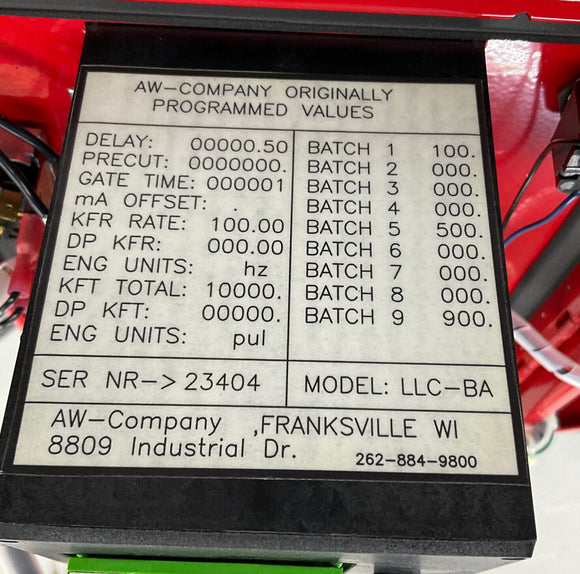 AW-COMPANY ORIGINALLY
PROGRAMMED VALUES
DELAY: 00000.50
PRECUT: 0000000.
GATE TIME: 000001
mA OFFSET: .
KFR RATE: 100.00
DP KFR: 000.00
ENG UNITS: hz
KFT TOTAL: 10000.
DP KFT: 00000.
ENG UNITS: pul
BATCH 1 100.
BATCH 2 000.
BATCH 3 000.
BATCH 4 000.
BATCH 5 500.
BATCH 6 000.
BATCH 7 000.
BATCH 8 000.
BATCH 9 900.
SER NR-> 23404
MODEL: LLC-BA
AW-Company ,FRANKSVILLE WI
8809 Industrial Dr. 262-884-9800